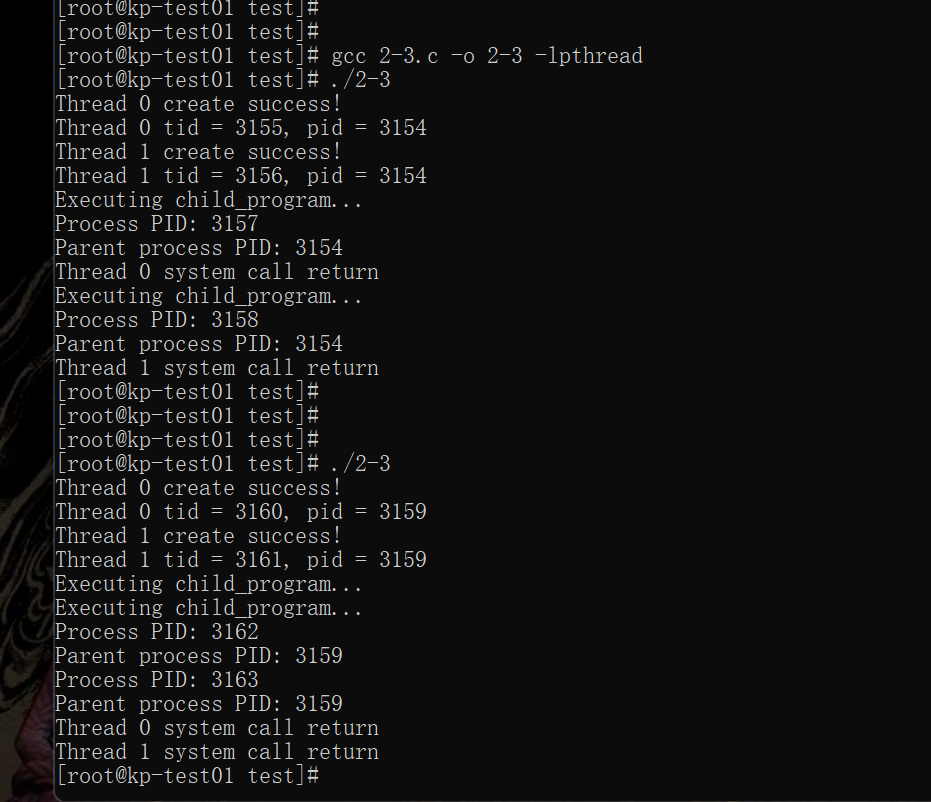 [root@kp-test01 test]#
[root@kp-test01 test]#
[root@kp-test01 test]# gcc 2-3.c -o 2-3 -lpthread
[root@kp-test01 test]# ./2-3
Thread 0 create success!
Thread 0 tid = 3155, pid = 3154
Thread 1 create success!
Thread 1 tid = 3156, pid = 3154
Executing child_program...
Process PID: 3157
Parent process PID: 3154
Thread 0 system call return
Executing child_program...
Process PID: 3158
Parent process PID: 3154
Thread 1 system call return
[root@kp-test01 test]#
[root@kp-test01 test]#
[root@kp-test01 test]#
[root@kp-test01 test]# ./2-3
Thread 0 create success!
Thread 0 tid = 3160, pid = 3159
Thread 1 create success!
Thread 1 tid = 3161, pid = 3159
Executing child_program...
Executing child_program...
Process PID: 3162
Parent process PID: 3159
Process PID: 3163
Parent process PID: 3159
Thread 0 system call return
Thread 1 system call return
[root@kp-test01 test]#